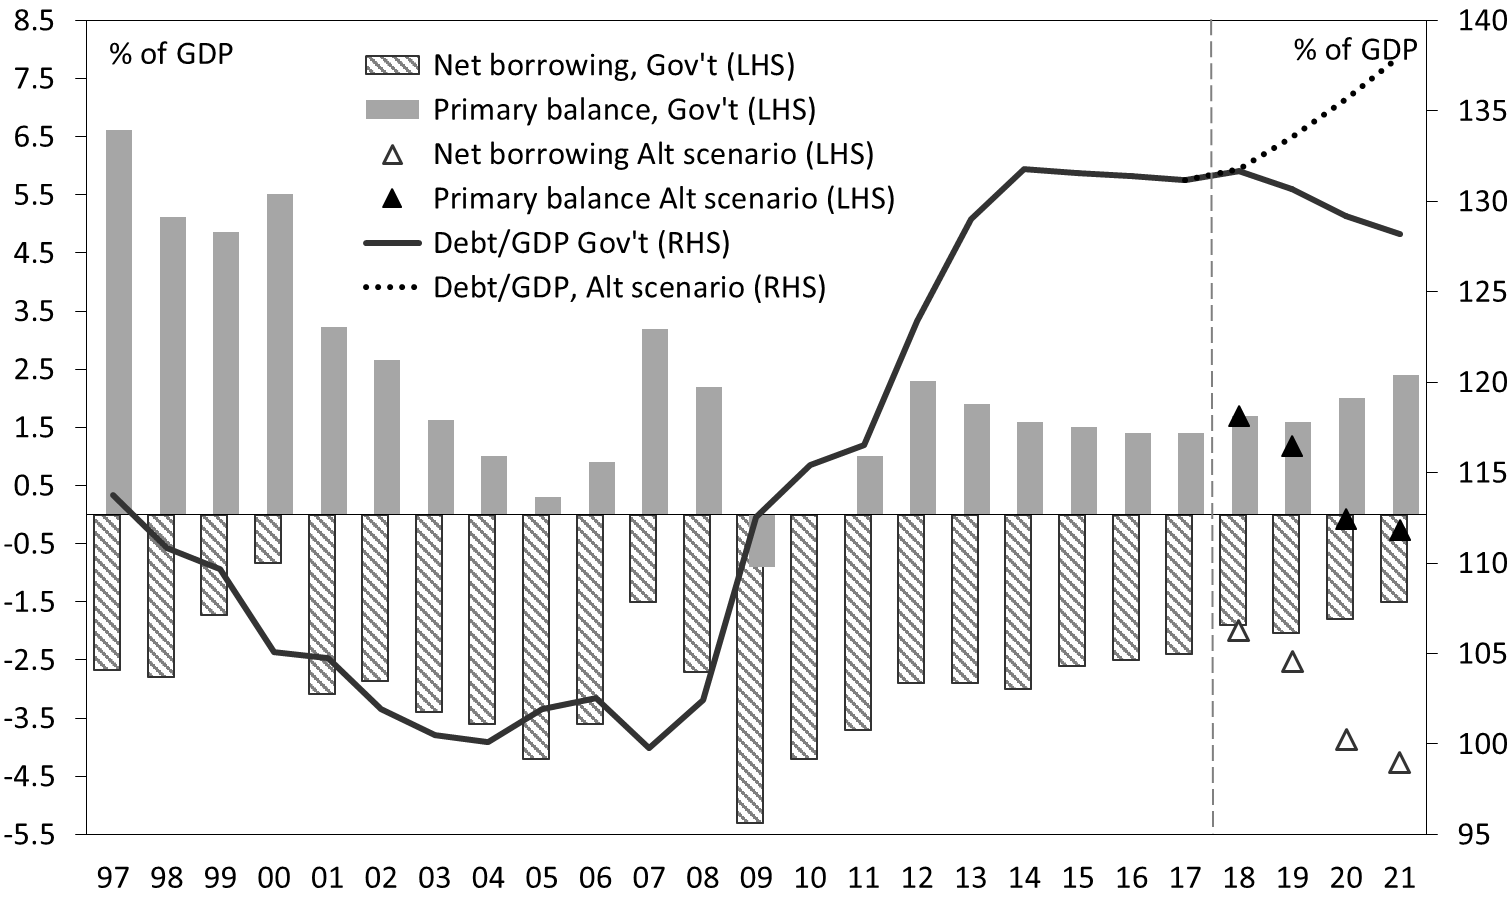 8.5
7.5
6.5
5.5
4.5
3.5
2.5
1.5
0.5
-0.5
-1.5
-2.5
-3.5
-4.5
-5.5
% of GDP
Net borrowing, Gov't (LHS)
Primary balance, Gov't (LHS)
Net borrowing Alt scenario (LHS)
Primary balance Alt scenario (LHS)
Debt/GDP Gov't (RHS)
Debt/GDP, Alt scenario (RHS)
% of GDP
140
135
130
125
120
115
110
105
100
95
97 98 99 00 01 02 03 04 05 06 07 08 09 10 11 12 13 14 15 16 17 18 19 20 21